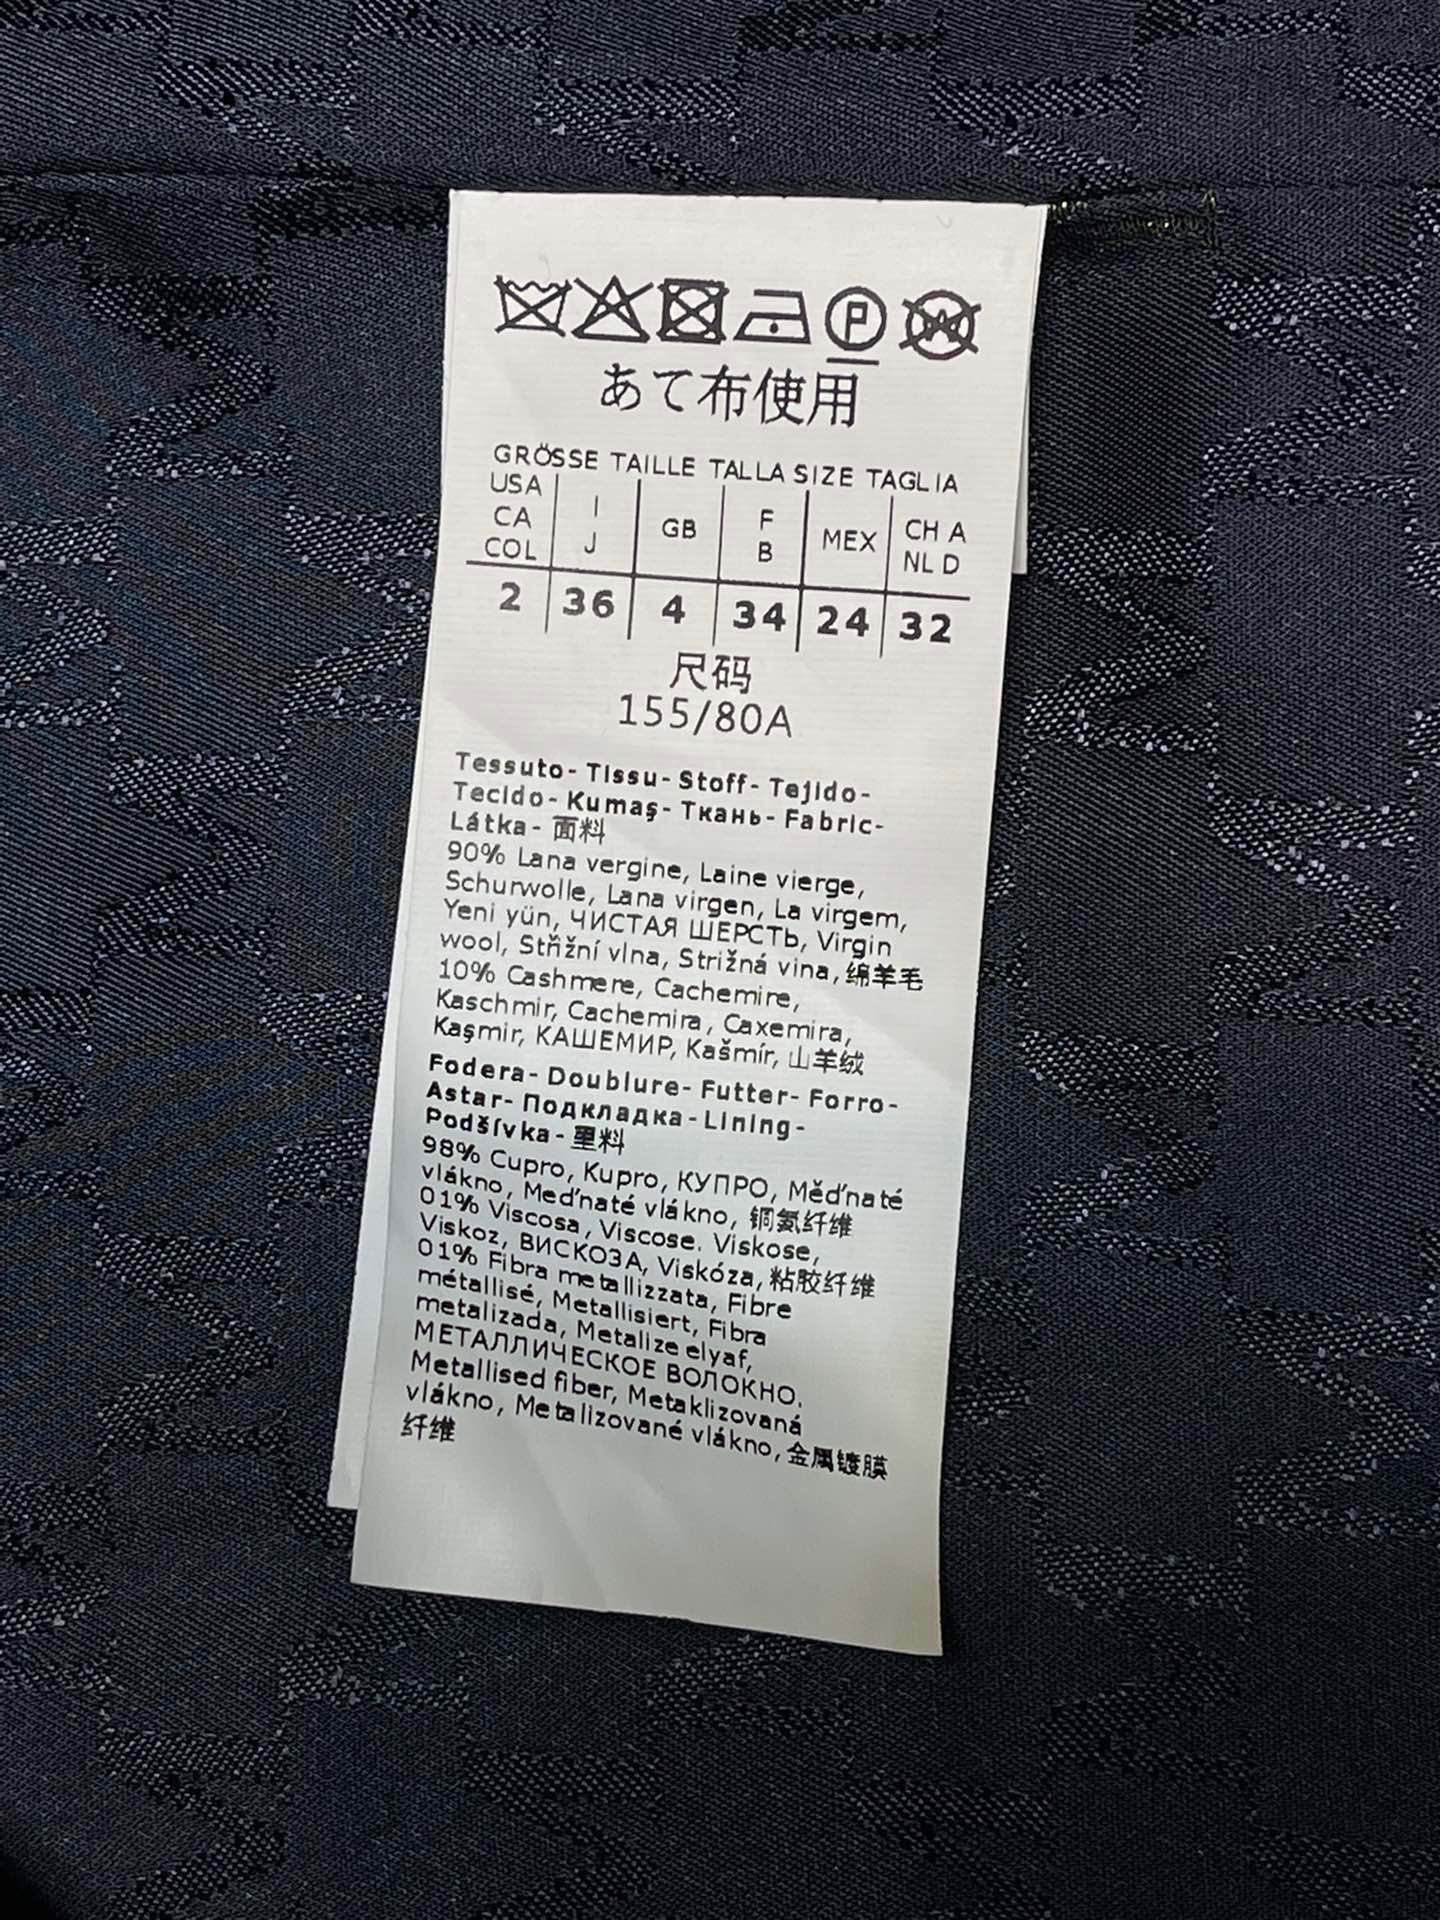 P
W
あて布使用
GRÖSSE TAILLE TALLA SIZE TAGLIA
USA CA COL | I J | GB | F B | MEX | CH A NL D
2 | 36 | 4 | 34 | 24 | 32
尺码
155/80A
Tessuto- Tissu- Stoff- Tejido-
Tecido- Kumaş- Ткань- Fabric-
Látka- 面料
90% Lana vergine, Laine vierge,
Schurwolle, Lana virgen, La virgem,
Yeni yün, ЧИСТАЯ ШЕРСТЬ, Virgin
wool, Střžní vlna, Strižná vina, 绵羊毛
10% Cashmere, Cachemire,
Kaschmir, Cachemira, Caxemira,
Kaşmir, КАШЕМИР, Kašmír, 山羊绒
Fodera- Doublure- Futter- Forro-
Astar- Подкладка- Lining-
Podšívka- 里料
98% Cupro, Kupro, КУПРО, Měďnaté
vlákno, Meďnaté vlákno, 铜氨纤维
01% Viscosa, Viscose. Viskose,
Viskoz, ВИСКОЗА, Viskóza, 粘胶纤维
01% Fibra metallizzata, Fibre
métallisé, Metallisiert, Fibra
metalizada, Metalize elyaf,
МЕТАЛЛИЧЕСКОЕ ВОЛОКНО.
Metallised fiber, Metaklizovaná
vlákno, Metalizované vlákno, 金属镀膜
纤维